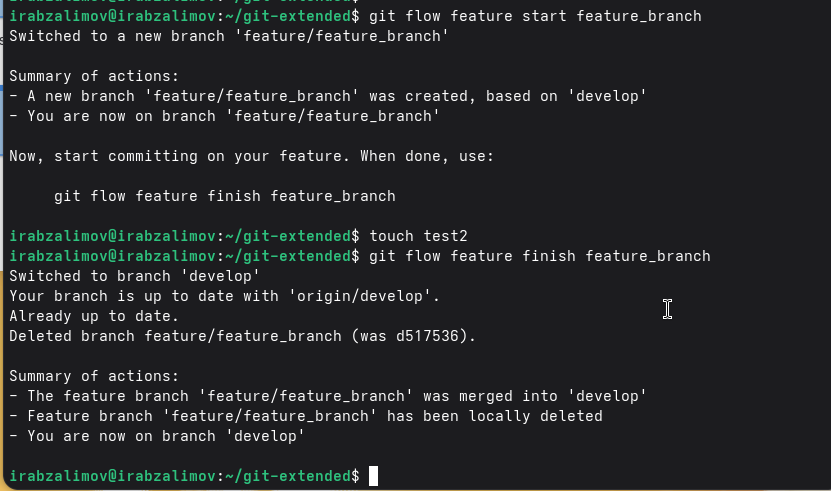 irabzalimov@irabzalimov:~/git-extended$ git flow feature start feature_branch
Switched to a new branch 'feature/feature_branch'
Summary of actions:
- A new branch 'feature/feature_branch' was created, based on 'develop'
- You are now on branch 'feature/feature_branch'
Now, start committing on your feature. When done, use:
git flow feature finish feature_branch
irabzalimov@irabzalimov:~/git-extended$ touch test2
irabzalimov@irabzalimov:~/git-extended$ git flow feature finish feature_branch
Switched to branch 'develop'
Your branch is up to date with 'origin/develop'.
Already up to date.
Deleted branch feature/feature_branch (was d517536).
Summary of actions:
- The feature branch 'feature/feature_branch' was merged into 'develop'
- Feature branch 'feature/feature_branch' has been locally deleted
- You are now on branch 'develop'
irabzalimov@irabzalimov:~/git-extended$